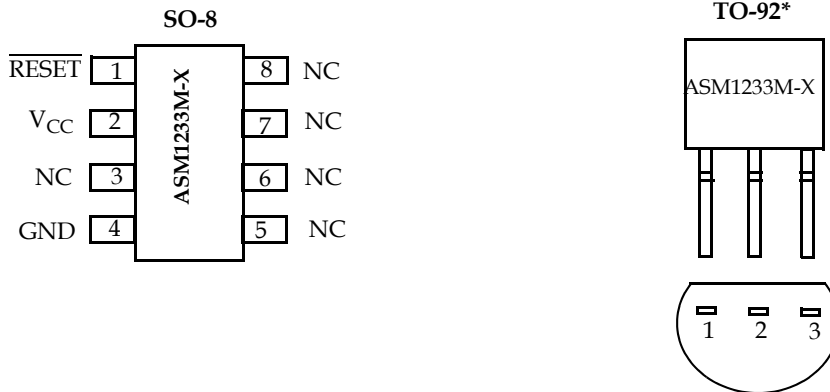 SO-8
RESET 1 8 NC
VCC 2 7 NC
NC 3 6 NC
GND 4 5 NC
ASM1233M-X
TO-92*
ASM1233M-X
1 2 3